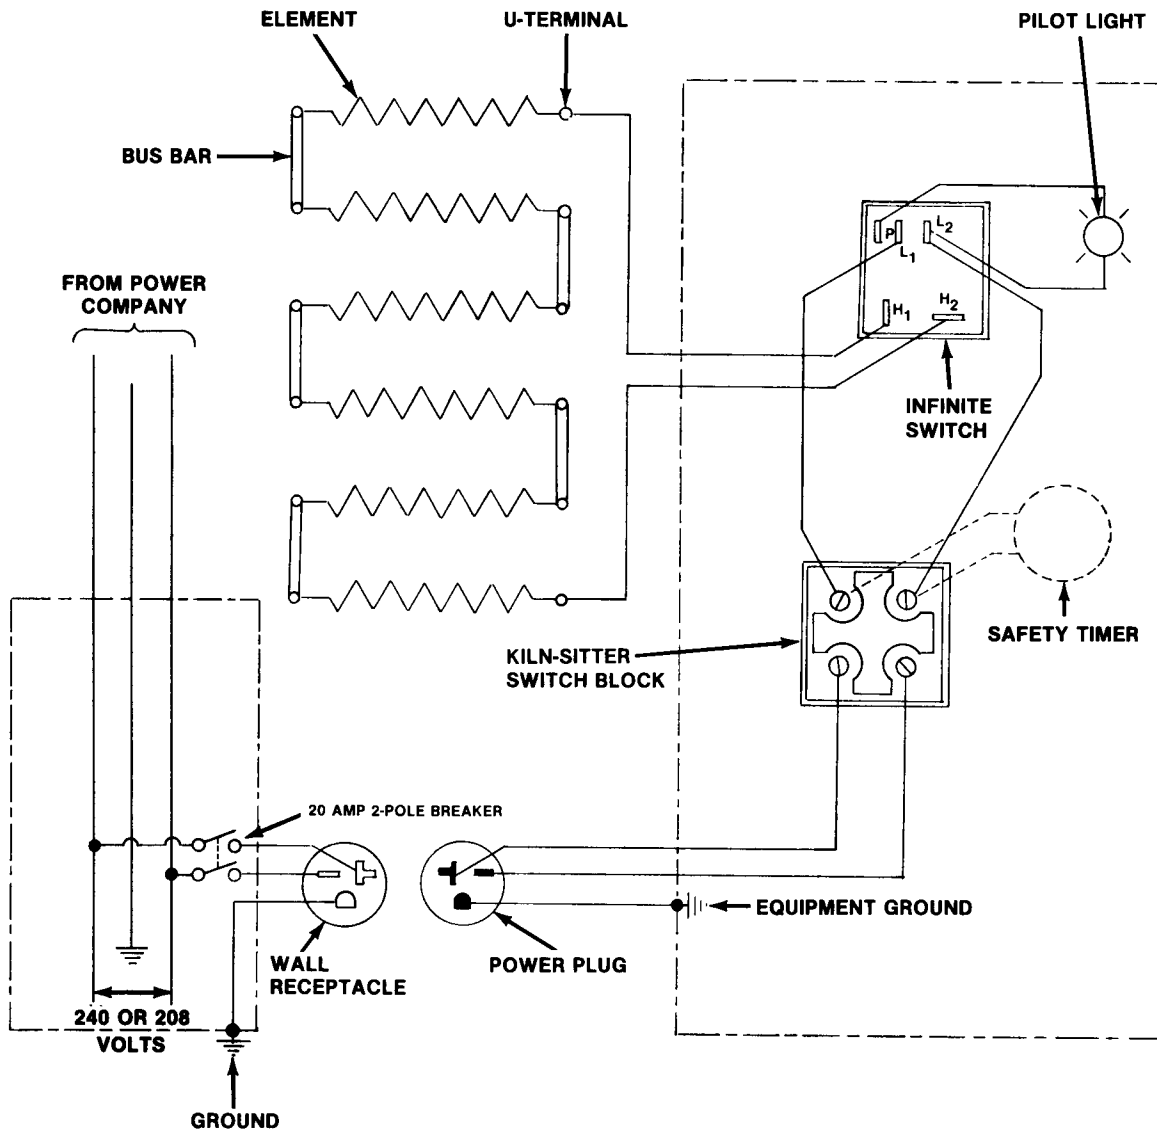 ELEMENT
U-TERMINAL
PILOT LIGHT
BUS BAR
FROM POWER
COMPANY
P
L1
L2
H1
H2
INFINITE
SWITCH
SAFETY TIMER
KILN-SITTER
SWITCH BLOCK
20 AMP 2-POLE BREAKER
EQUIPMENT GROUND
WALL
RECEPTACLE
POWER PLUG
240 OR 208
VOLTS
GROUND